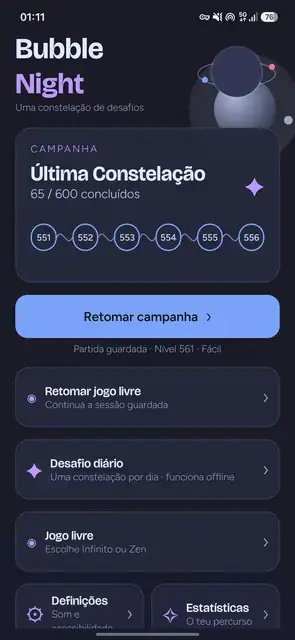 01:11
5G
76
Bubble
Night
Uma constelação de desafios
CAMPANHA
Última Constelação
65 / 600 concluídos
551 552 553 554 555 556
Retomar campanha
Partida guardada · Nível 561 · Fácil
Retomar jogo livre
Continua a sessão guardada
Desafio diário
Uma constelação por dia · funciona offline
Jogo livre
Escolhe Infinito ou Zen
Definições
Som e
acessibilidade
Estatísticas
O teu percurso